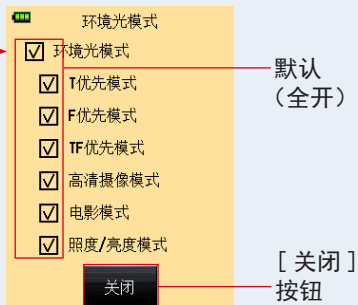 环境光模式
环境光模式
T优先模式
F优先模式
TF优先模式
高清摄像模式
电影模式
照度/亮度模式
关闭
默认
（全开）
［关闭］
按钮